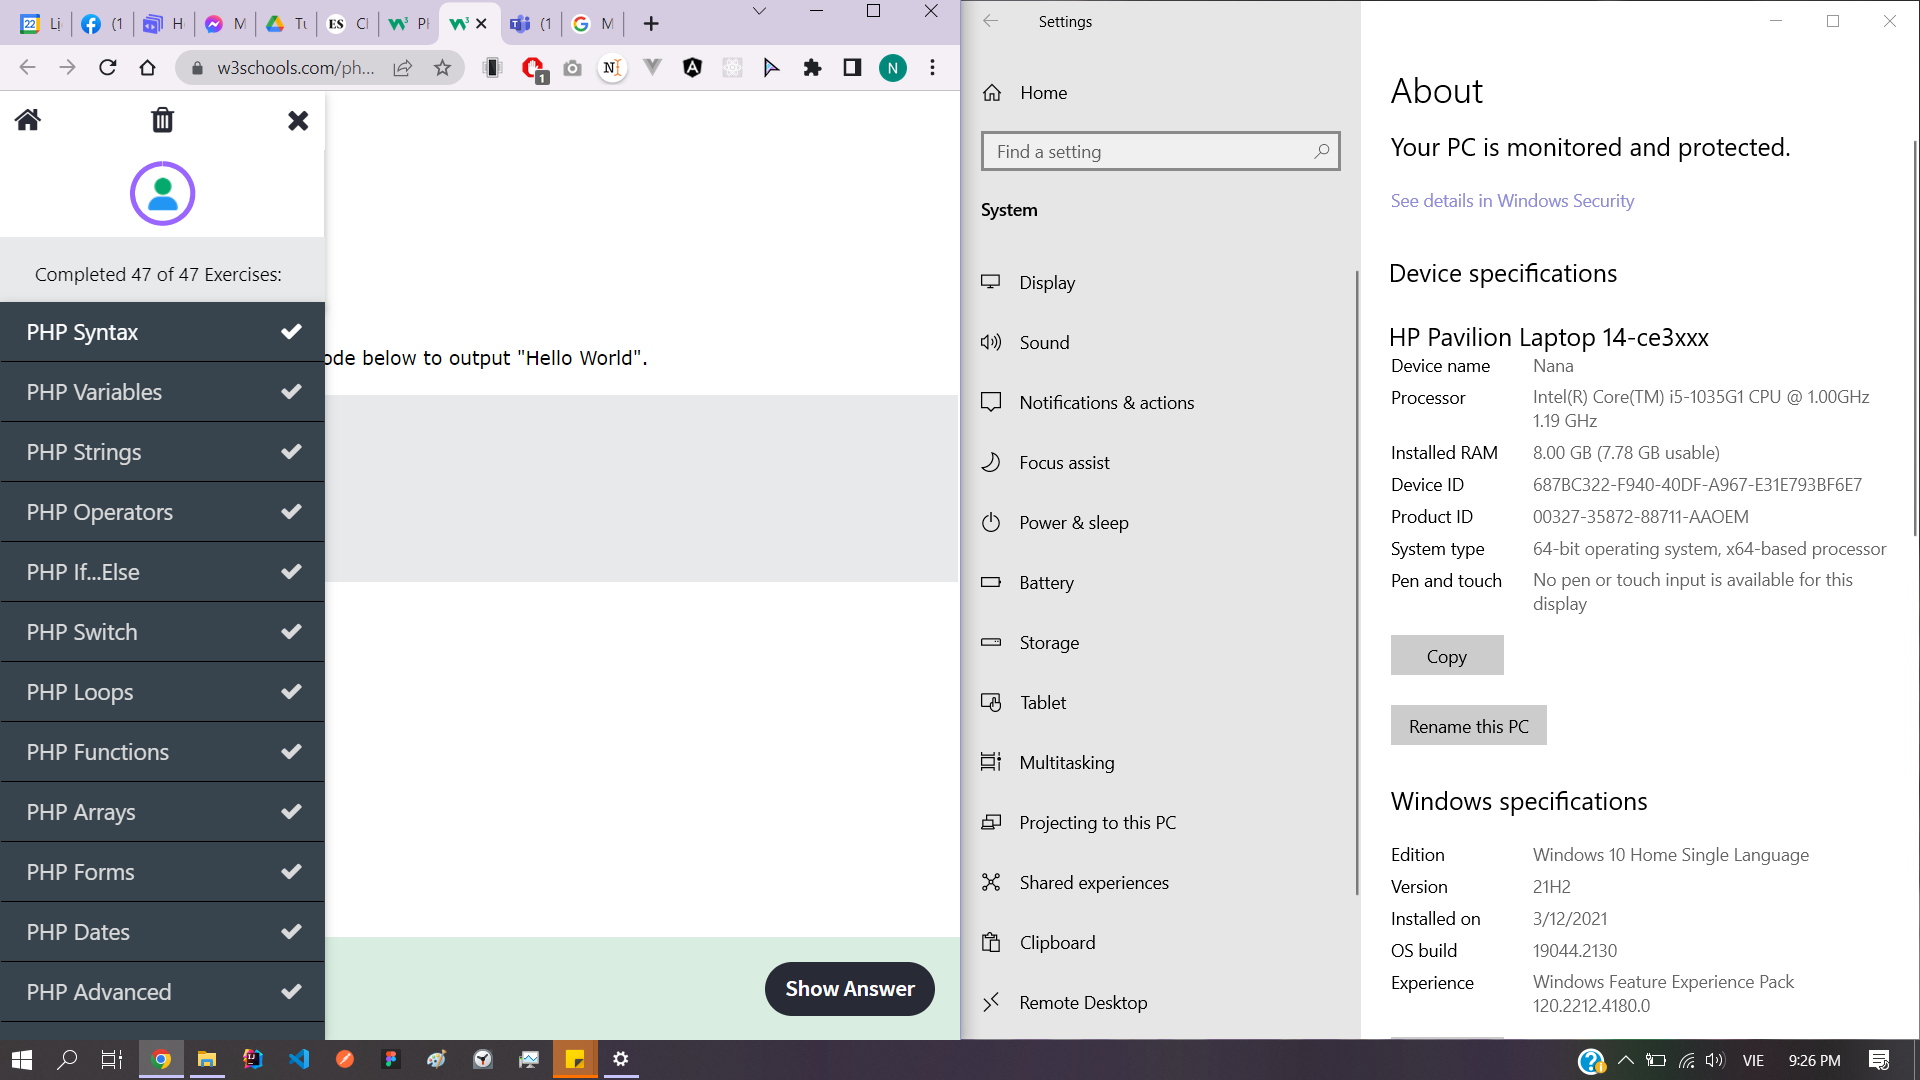 22
Lị
(1
H
M
Tu
ES
Cl
PH
(1
M
w3schools.com/ph...
1
N
Completed 47 of 47 Exercises:
PHP Syntax
PHP Variables
PHP Strings
PHP Operators
PHP If...Else
PHP Switch
PHP Loops
PHP Functions
PHP Arrays
PHP Forms
PHP Dates
PHP Advanced
ode below to output "Hello World".
Show Answer
Settings
Home
Find a setting
System
Display
Sound
Notifications & actions
Focus assist
Power & sleep
Battery
Storage
Tablet
Multitasking
Projecting to this PC
Shared experiences
Clipboard
Remote Desktop
About
Your PC is monitored and protected.
See details in Windows Security
Device specifications
HP Pavilion Laptop 14-ce3xxx
Device name Nana
Processor Intel(R) Core(TM) i5-1035G1 CPU @ 1.00GHz
1.19 GHz
Installed RAM 8.00 GB (7.78 GB usable)
Device ID 687BC322-F940-40DF-A967-E31E793BF6E7
Product ID 00327-35872-88711-AAOEM
System type 64-bit operating system, x64-based processor
Pen and touch No pen or touch input is available for this
display
Copy
Rename this PC
Windows specifications
Edition Windows 10 Home Single Language
Version 21H2
Installed on 3/12/2021
OS build 19044.2130
Experience Windows Feature Experience Pack
120.2212.4180.0
VIE
9:26 PM